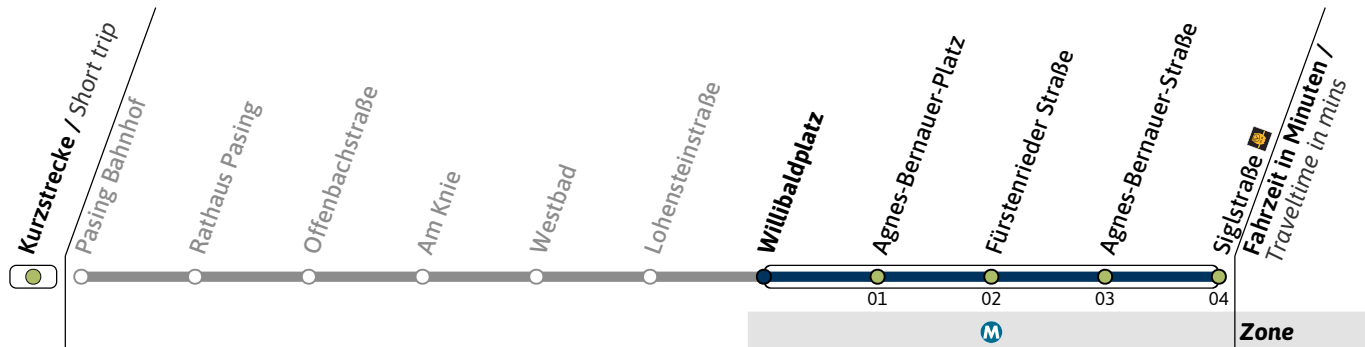 Kurzstrecke / Short trip
Pasing Bahnhof
Rathaus Pasing
Offenbachstraße
Am Knie
Westbad
Lohensteinstraße
Willibaldplatz
Agnes-Bernauer-Platz
Fürstenrieder Straße
Agnes-Bernauer-Straße
Siglstraße
Fahrzeit in Minuten /
Traveltime in mins
01 02 03 04
M Zone